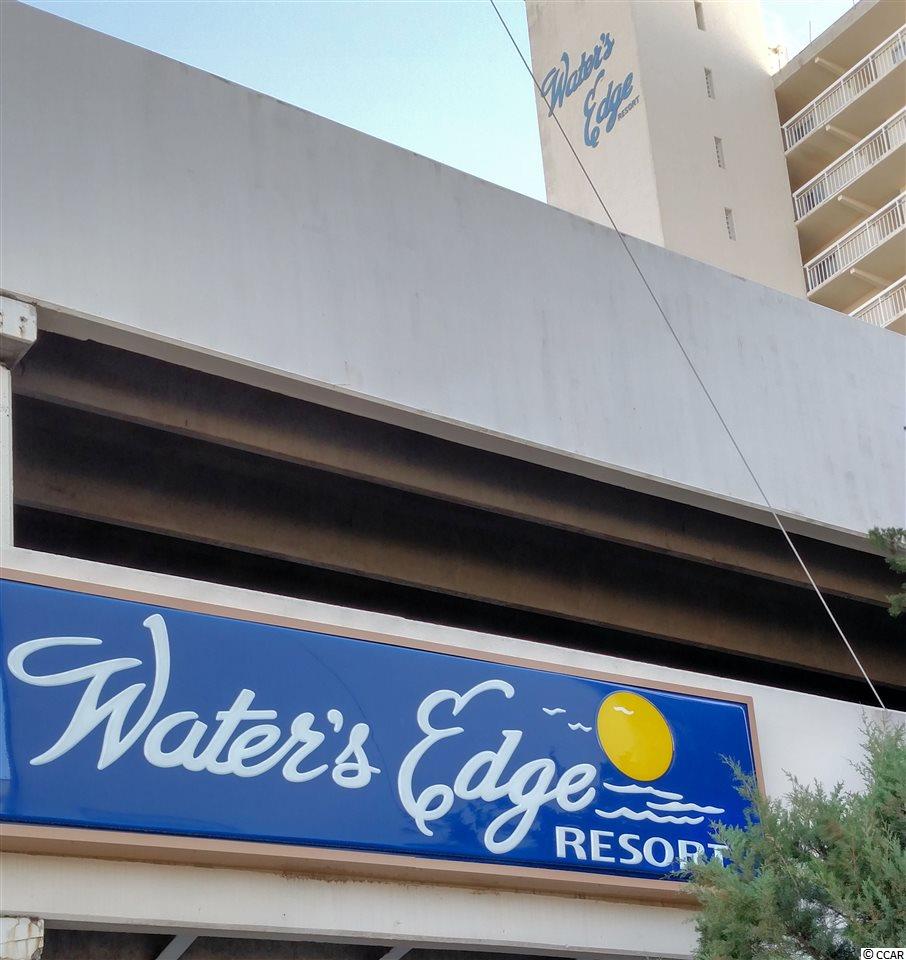 Water's
Edge
RESORT
Water's Edge
RESORT
© CCAR